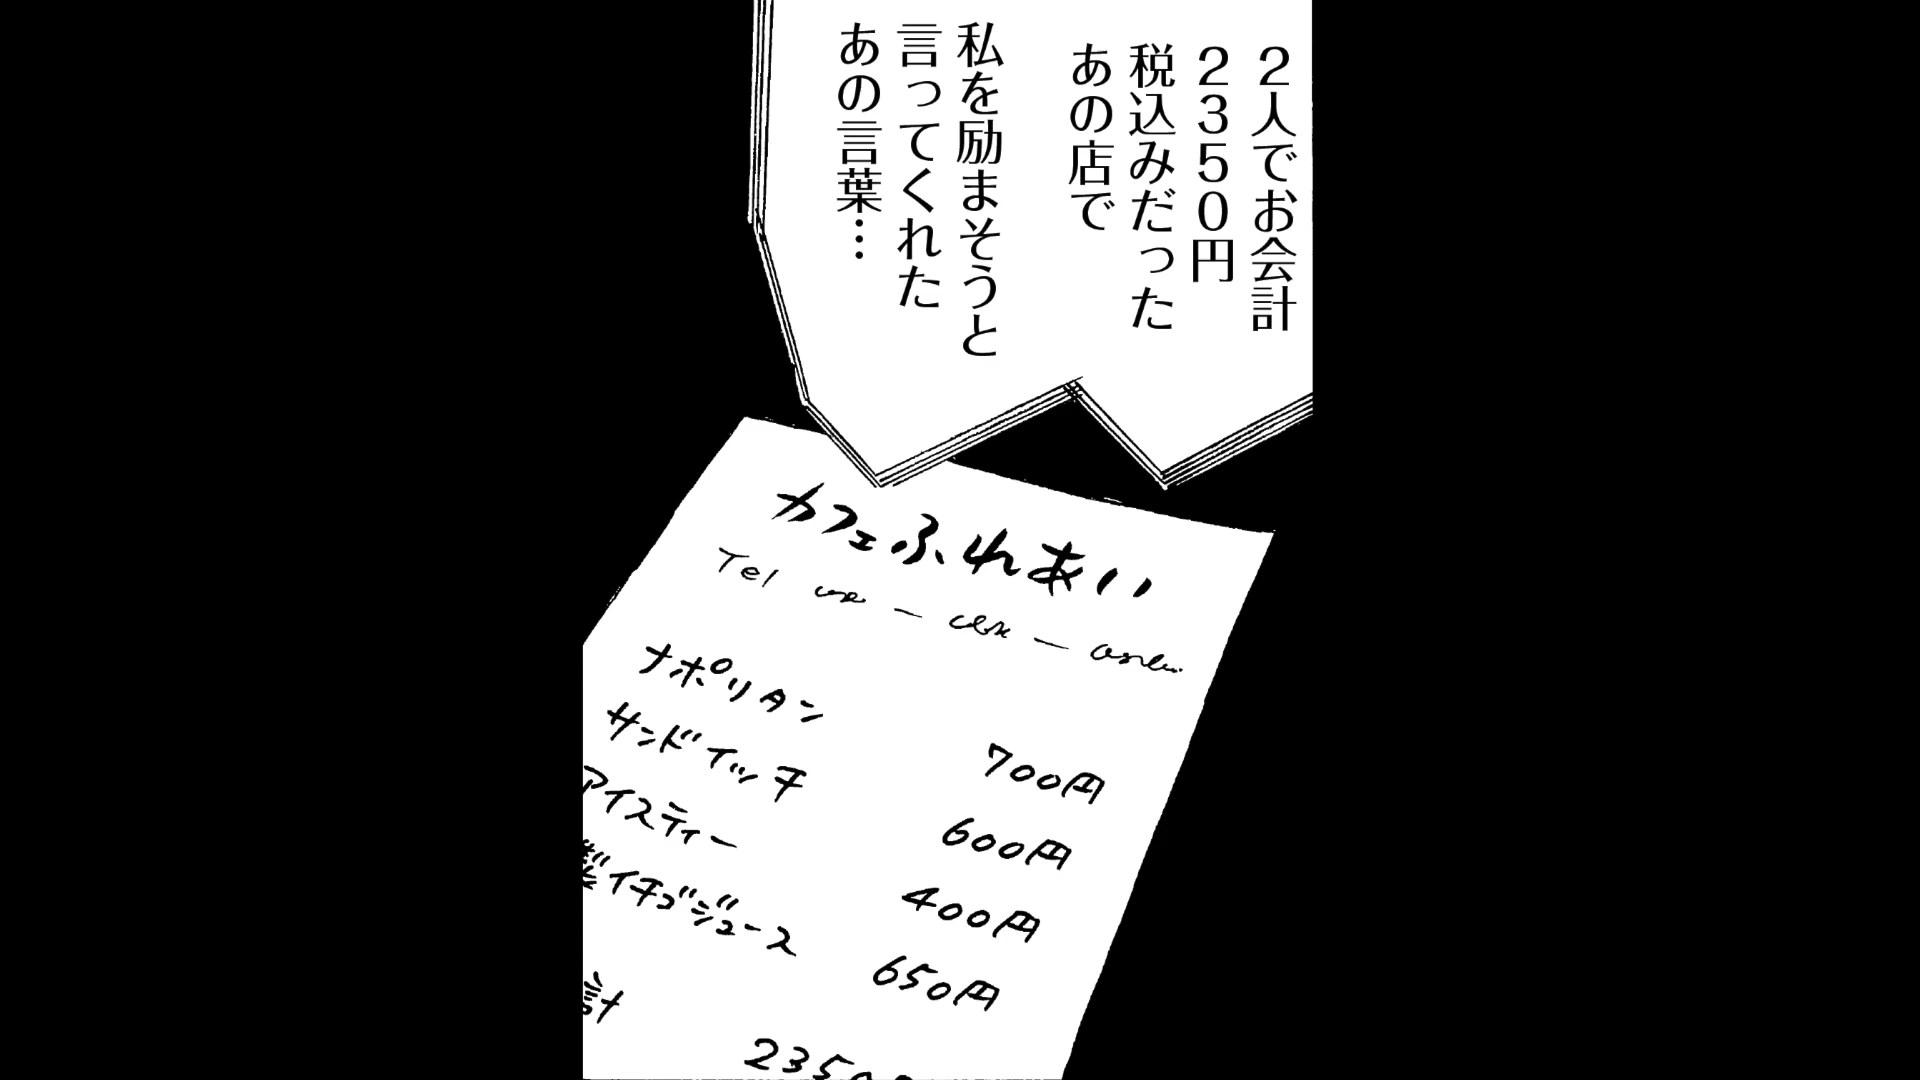 2人でお会計
2350円
税込みだった
あの店で
私を励まそうと
言ってくれた
あの言葉…
カフェふれあい
Tel
ナポリタン 700円
サンドイッチ 600円
アイスティー 400円
製イチゴジュース 650円
計 2350